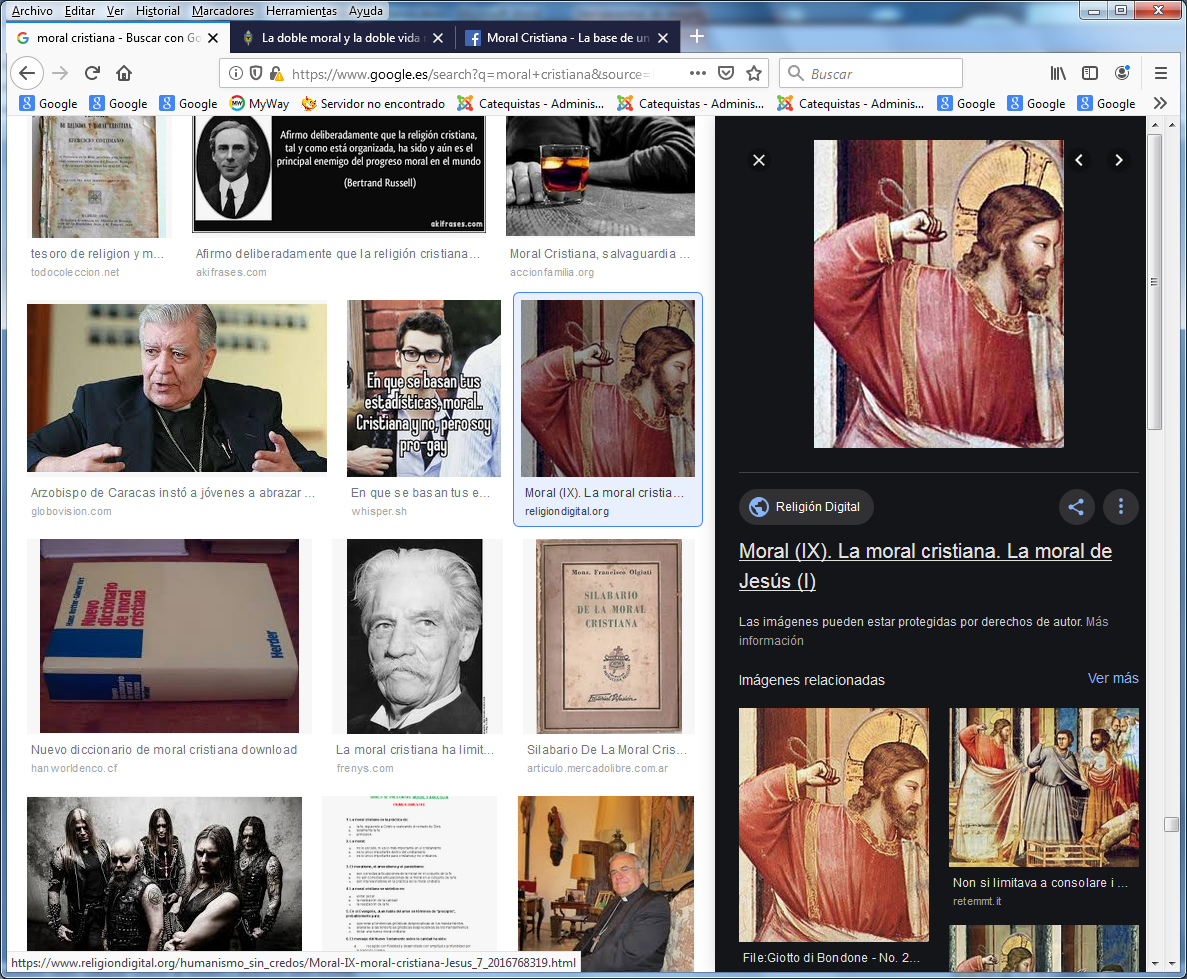 Archivo Editar Ver Historial Marcadores Herramientas Ayuda
moral cristiana - Buscar con Go
La doble moral y la doble vida
Moral Cristiana - La base de un
https://www.google.es/search?q=moral+cristiana&source=
Buscar
Google Google Google MyWay Servidor no encontrado Catequistas - Adminis... Catequistas - Adminis... Catequistas - Adminis... Google Google Google
DE RELIGION, Y MORAL CRISTIANA,
EJERCICIO COTIDIANO
Afirmo deliberadamente que la religión cristiana,
tal y como está organizada, ha sido y aún es el
principal enemigo del progreso moral en el mundo
(Bertrand Russell)
akifrases.com
tesoro de religion y m...
todocoleccion.net
Afirmo deliberadamente que la religión cristiana...
akifrases.com
Moral Cristiana, salvaguardia ...
accionfamilia.org
En que se basan tus
estadísticas, moral..
Cristiana y no, pero soy
pro-gay
Arzobispo de Caracas instó a jóvenes a abrazar ...
globovision.com
En que se basan tus e...
whisper.sh
Moral (IX). La moral cristia...
religiondigital.org
Nuevo
diccionario
de moral
cristiana
Herder
Mons. Francisco Olgiati
SILABARIO
DE LA MORAL
CRISTIANA
Editorial Difusión
Nuevo diccionario de moral cristiana download
hanworldenco.cf
La moral cristiana ha limit...
frenys.com
Silabario De La Moral Cris...
articulo.mercadolibre.com.ar
Religión Digital
Moral (IX). La moral cristiana. La moral de
Jesús (I)
Las imágenes pueden estar protegidas por derechos de autor. Más
información
Imágenes relacionadas
Ver más
Non si limitava a consolare i ...
retemmt.it
File:Giotto di Bondone - No. 2...
https://www.religiondigital.org/humanismo_sin_credos/Moral-IX-moral-cristiana-Jesus_7_2016768319.html